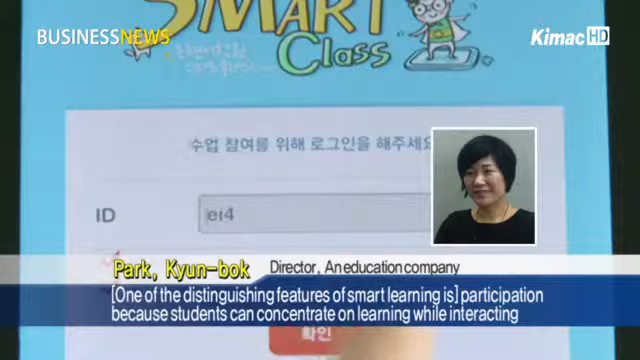 BUSINESSNEWS
SMART
Class
KimacHD
수업 참여를 위해 로그인을 해주세요
ID
ei4
Park, Kyun-bok
Director, An education company
[One of the distinguishing features of smart learning is] participation
because students can concentrate on learning while interacting
확인